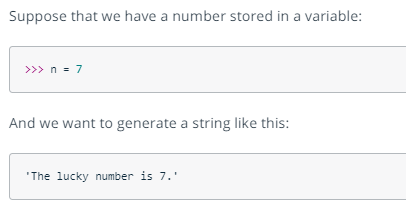 Suppose that we have a number stored in a variable:
>>> n = 7
And we want to generate a string like this:
'The lucky number is 7.'